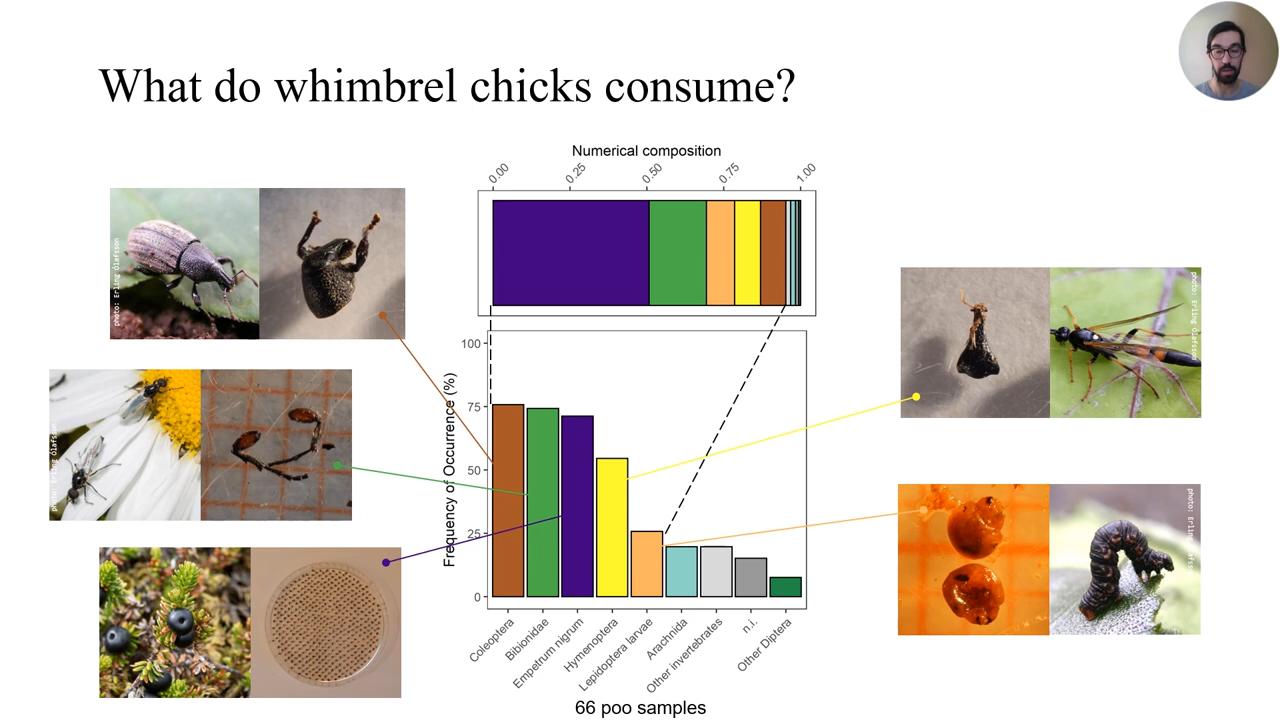 What do whimbrel chicks consume?
Numerical composition
0.00
0.25
0.50
0.75
1.00
photo: Erling Ólafsson
photo: Erling Ólafsson
photo: Erling Ólafsson
Frequency of Occurrence (%)
100
75
50
25
0
Coleoptera
Bibionidae
Empetrum nigrum
Hymenoptera
Lepidoptera larvae
Arachnida
Other invertebrates
n.i.
Other Diptera
photo:
66 poo samples